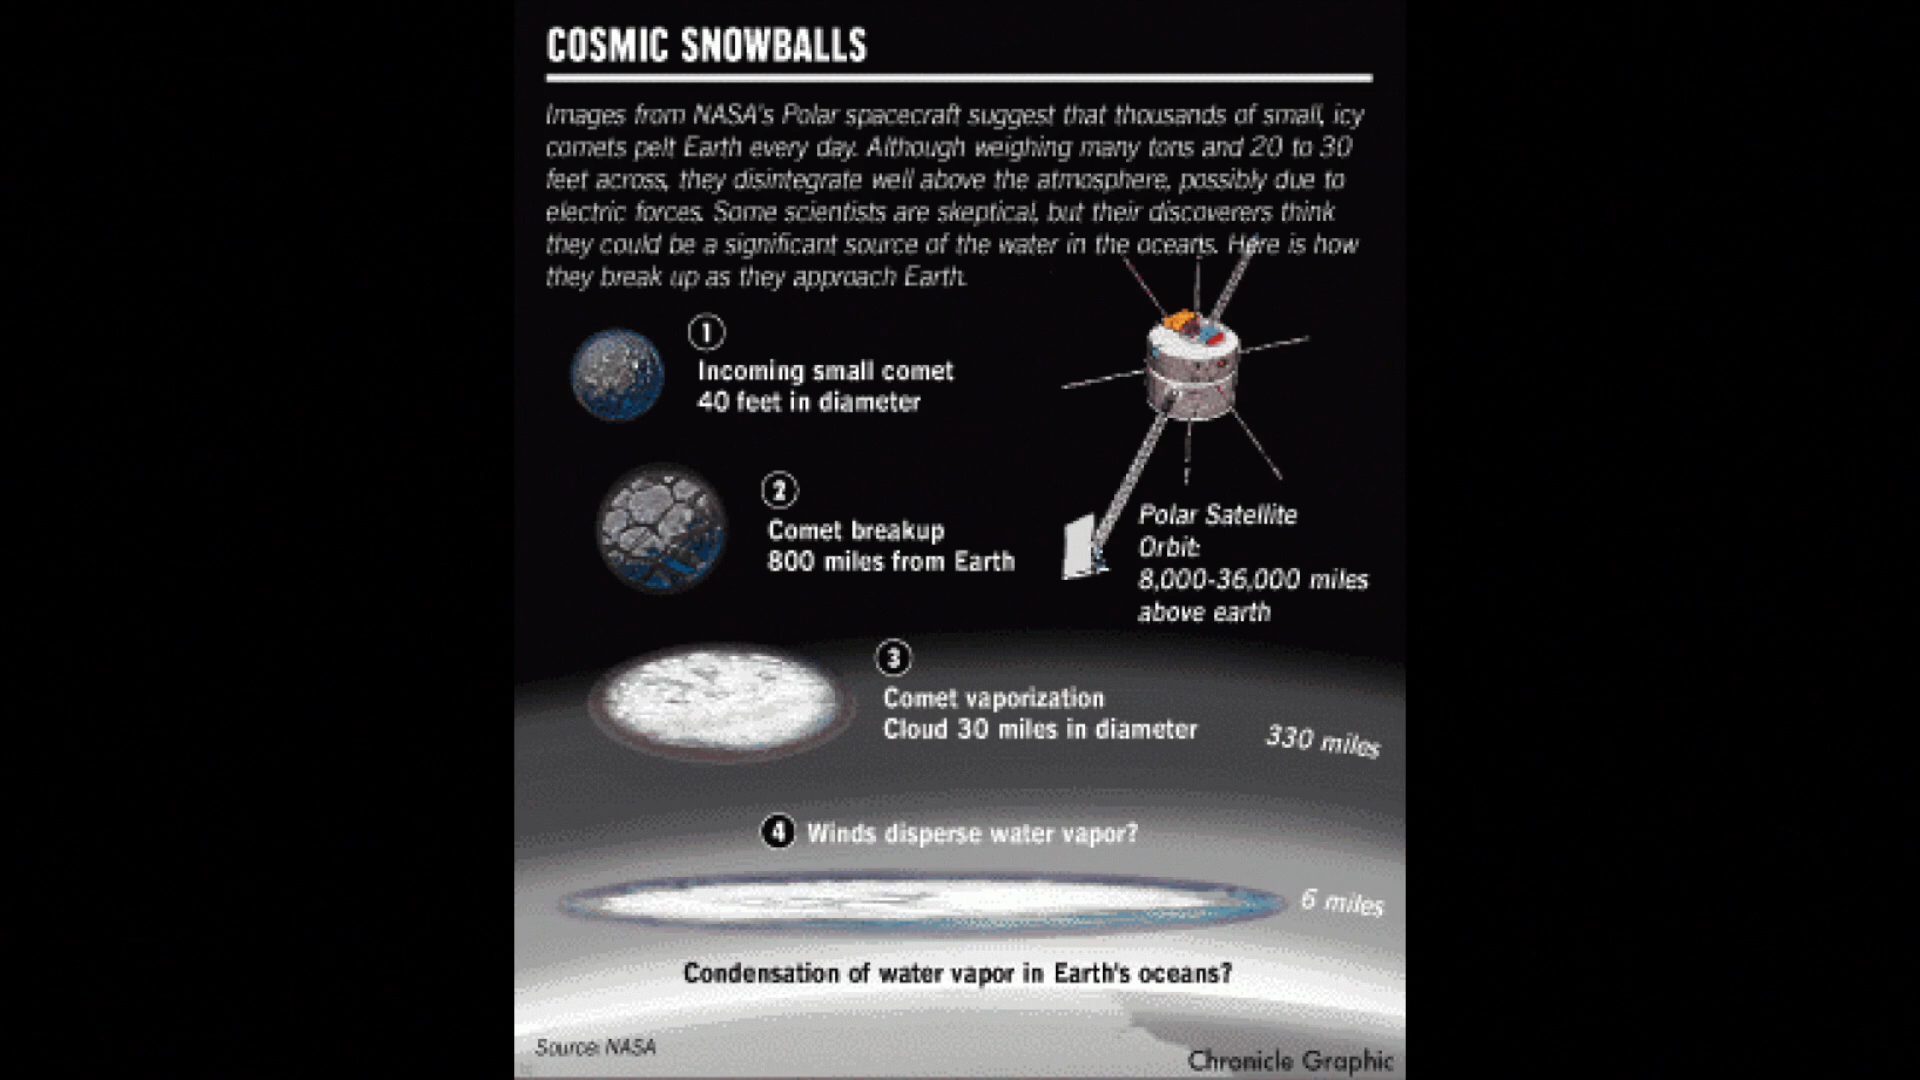 COSMIC SNOWBALLS
Images from NASA's Polar spacecraft suggest that thousands of small, icy
comets pelt Earth every day. Although weighing many tons and 20 to 30
feet across, they disintegrate well above the atmosphere, possibly due to
electric forces. Some scientists are skeptical, but their discoverers think
they could be a significant source of the water in the oceans. Here is how
they break up as they approach Earth.
1
Incoming small comet
40 feet in diameter
2
Comet breakup
800 miles from Earth
Polar Satellite
Orbit:
8,000-36,000 miles
above earth
3
Comet vaporization
Cloud 30 miles in diameter
330 miles
4 Winds disperse water vapor?
6 miles
Condensation of water vapor in Earth's oceans?
Source: NASA
Chronicle Graphic